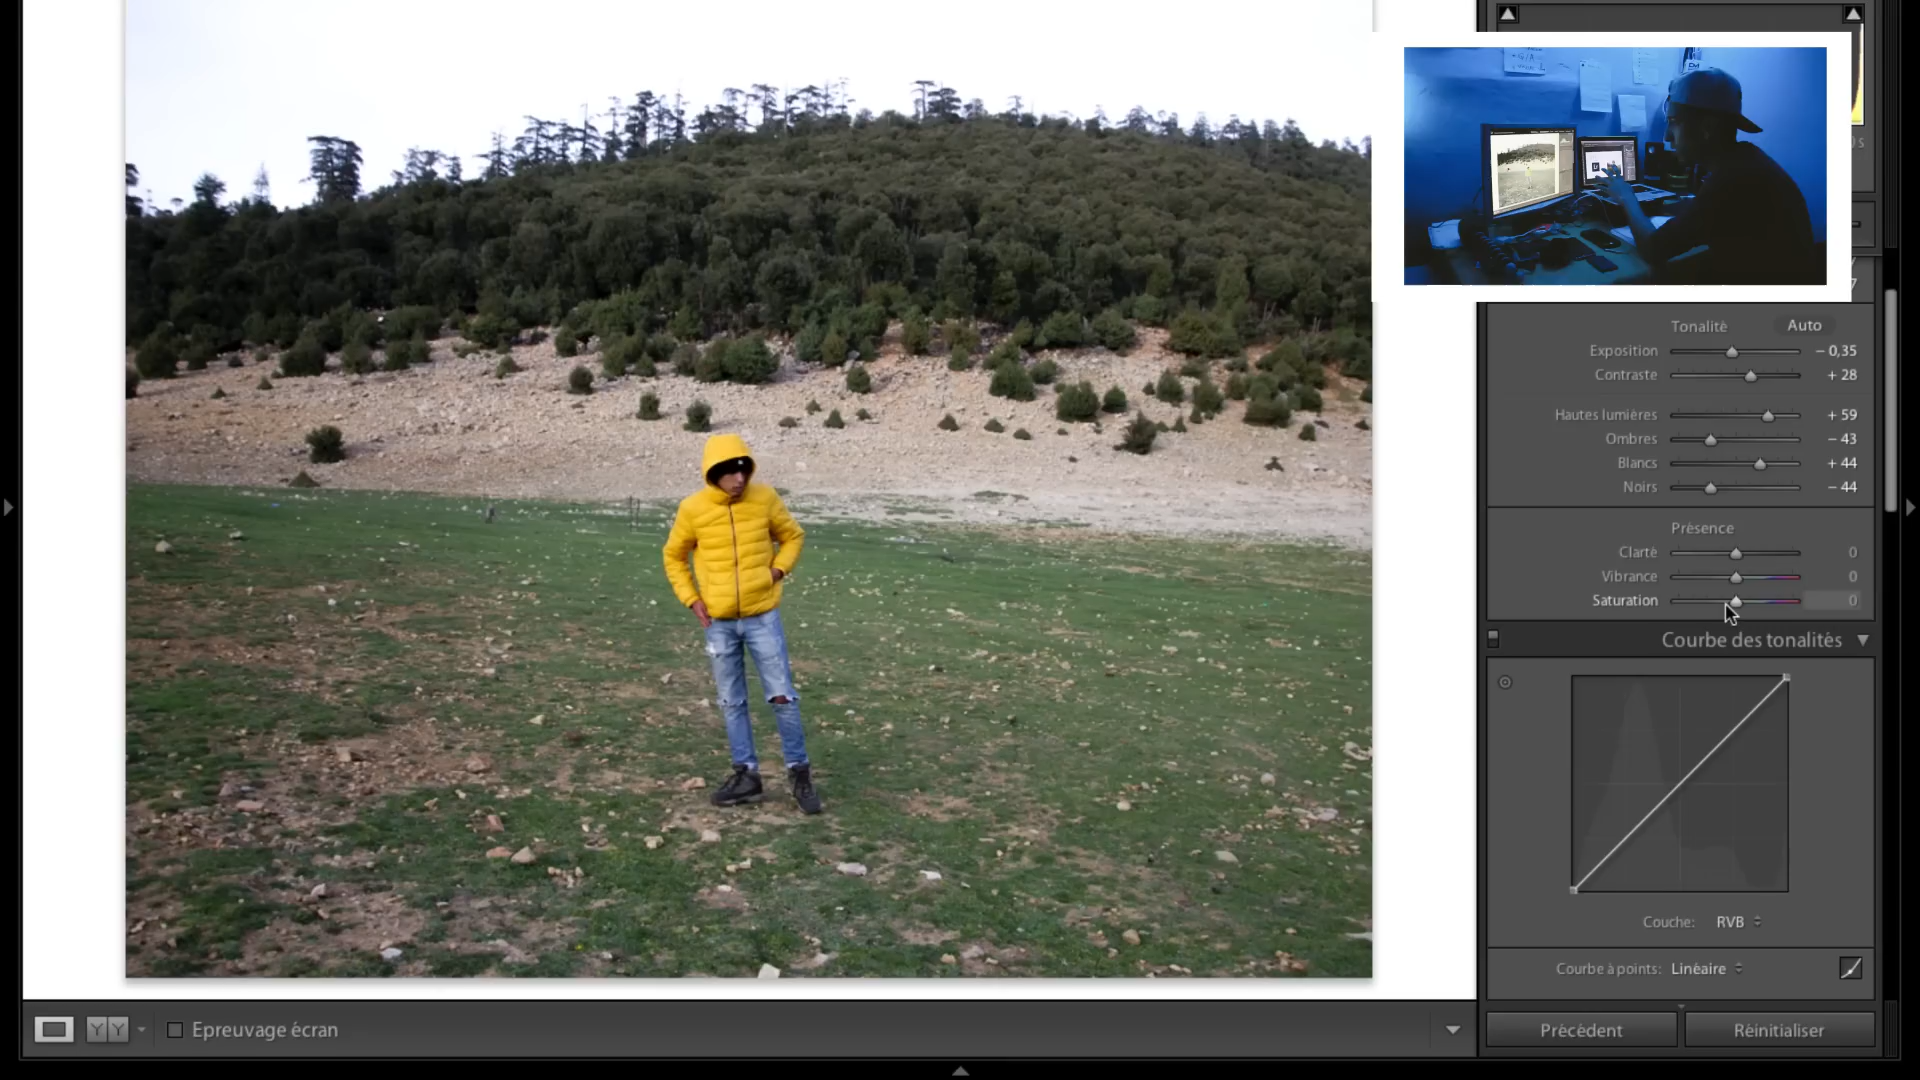 Tonalité Auto
Exposition − 0,35
Contraste + 28
Hautes lumières + 59
Ombres − 43
Blancs + 44
Noirs − 44
Présence
Clarté 0
Vibrance 0
Saturation 0
Courbe des tonalités
Couche: RVB
Courbe à points: Linéaire
YY Epreuvage écran
Précédent Réinitialiser